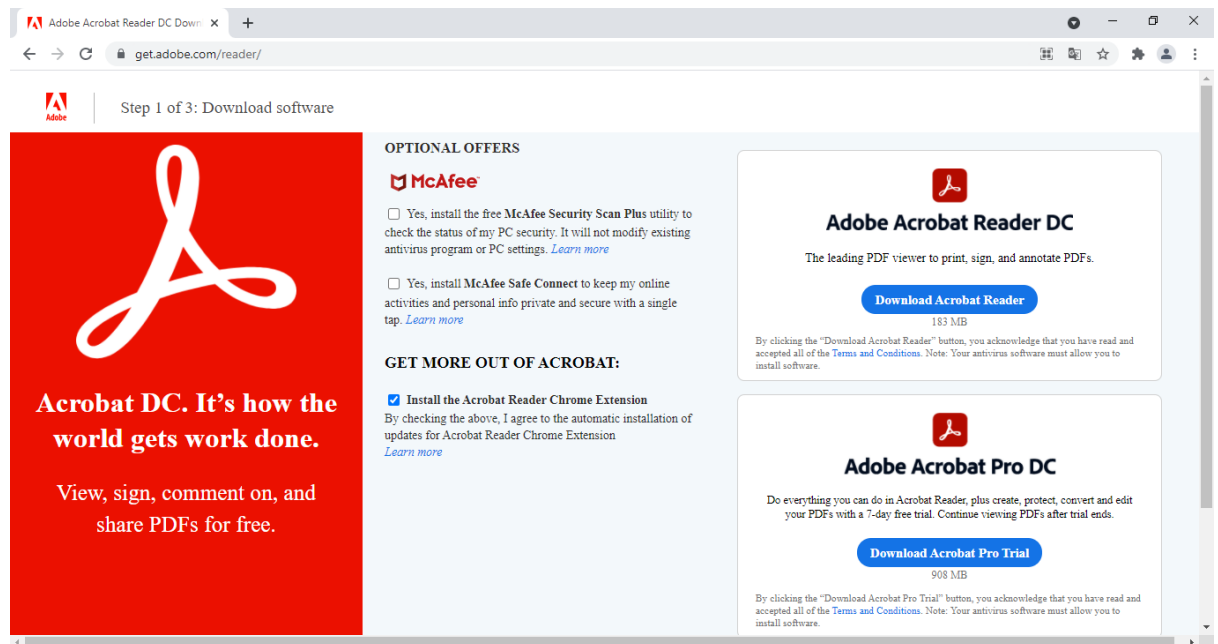 Adobe Acrobat Reader DC Down
get.adobe.com/reader/
Adobe
Step 1 of 3: Download software
Acrobat DC. It’s how the
world gets work done.
View, sign, comment on, and
share PDFs for free.
OPTIONAL OFFERS
McAfee
Yes, install the free McAfee Security Scan Plus utility to
check the status of my PC security. It will not modify existing
antivirus program or PC settings. Learn more
Yes, install McAfee Safe Connect to keep my online
activities and personal info private and secure with a single
tap. Learn more
GET MORE OUT OF ACROBAT:
Install the Acrobat Reader Chrome Extension
By checking the above, I agree to the automatic installation of
updates for Acrobat Reader Chrome Extension
Learn more
Adobe Acrobat Reader DC
The leading PDF viewer to print, sign, and annotate PDFs.
Download Acrobat Reader
183 MB
By clicking the “Download Acrobat Reader” button, you acknowledge that you have read and
accepted all of the Terms and Conditions. Note: Your antivirus software must allow you to
install software.
Adobe Acrobat Pro DC
Do everything you can do in Acrobat Reader, plus create, protect, convert and edit
your PDFs with a 7-day free trial. Continue viewing PDFs after trial ends.
Download Acrobat Pro Trial
908 MB
By clicking the “Download Acrobat Pro Trial” button, you acknowledge that you have read and
accepted all of the Terms and Conditions. Note: Your antivirus software must allow you to
install software.